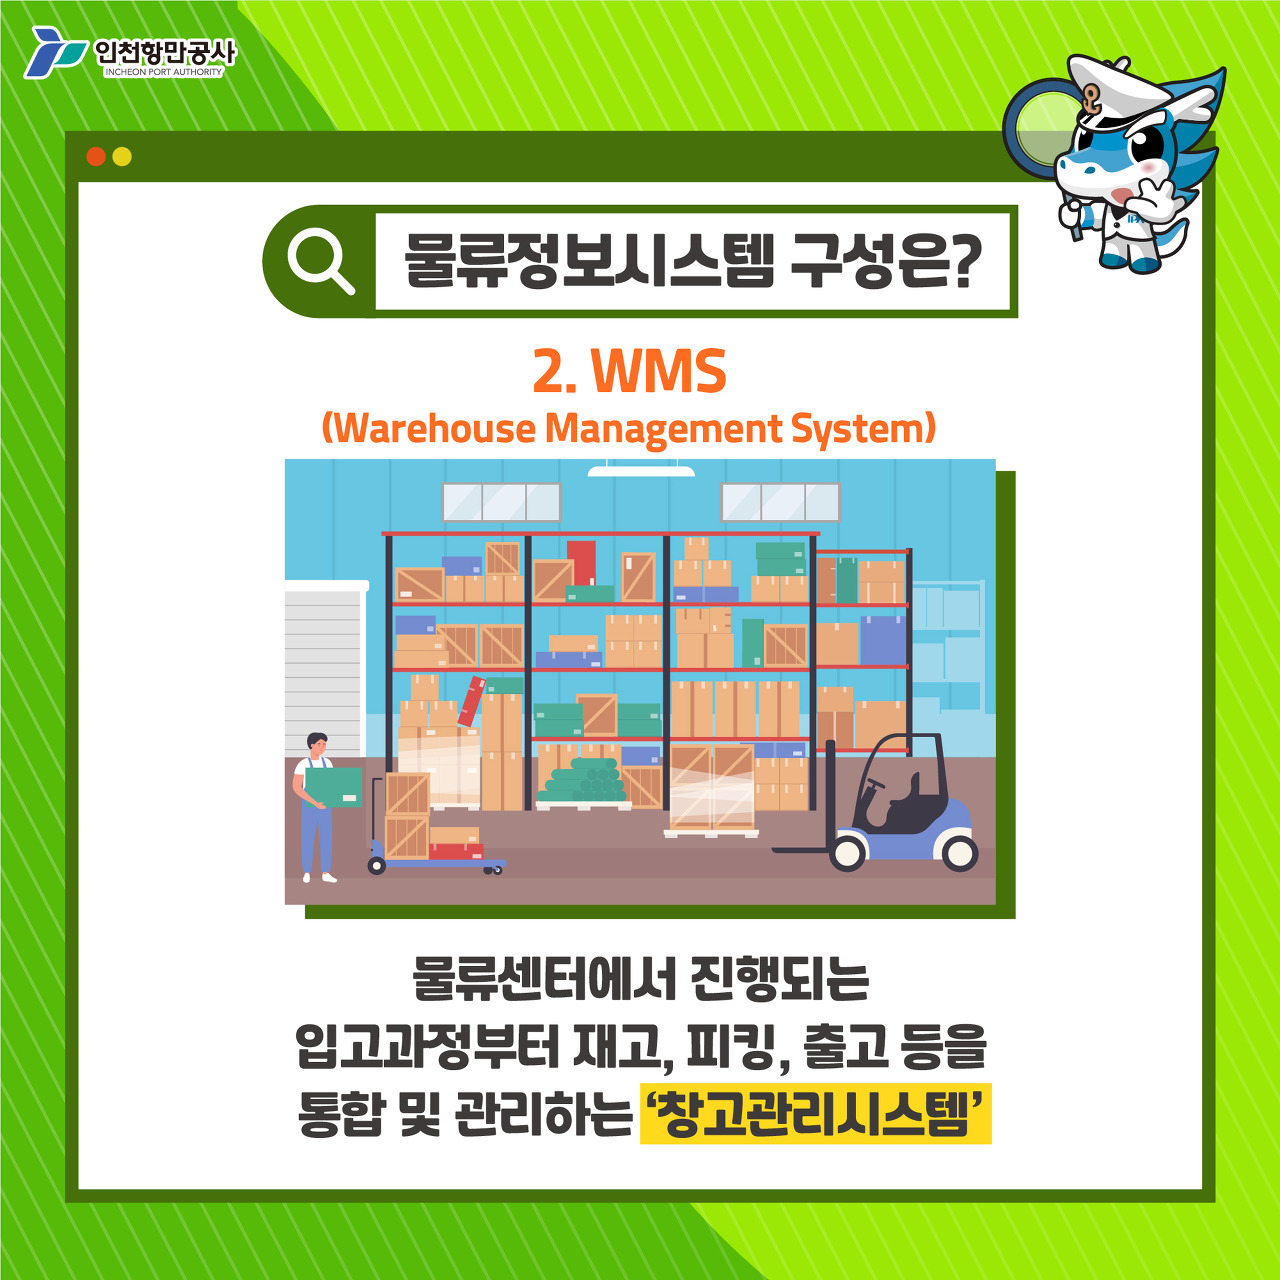 인천항만공사
INCHEON PORT AUTHORITY
물류정보시스템 구성은?
2. WMS
(Warehouse Management System)
IPA
물류센터에서 진행되는
입고과정부터 재고, 피킹, 출고 등을
통합 및 관리하는 ‘창고관리시스템’